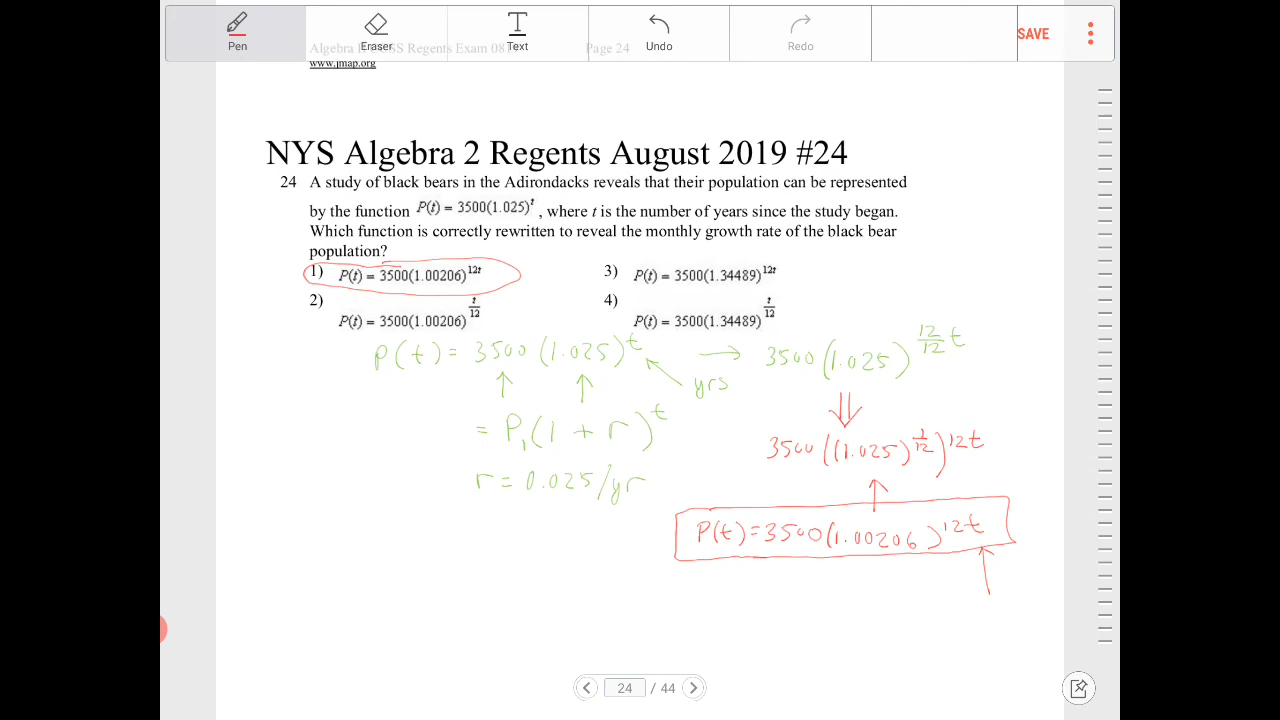 Pen
Eraser
Text
Undo
Redo
SAVE
Page 24
www.jmap.org
NYS Algebra 2 Regents August 2019 #24
24 A study of black bears in the Adirondacks reveals that their population can be represented
by the function P(t) = 3500(1.025)^t, where t is the number of years since the study began.
Which function is correctly rewritten to reveal the monthly growth rate of the black bear
population?
1) P(t) = 3500(1.00206)^12t
3) P(t) = 3500(1.34489)^12t
2) P(t) = 3500(1.00206)^t/12
4) P(t) = 3500(1.34489)^t/12
P(t) = 3500 (1.025)^t → 3500 (1.025)^12/12 t
yrs
= P₁(1 + r)^t
3500 ((1.025)^1/12)^12t
r = 0.025/yr
P(t)=3500(1.00206)^12t
24 / 44